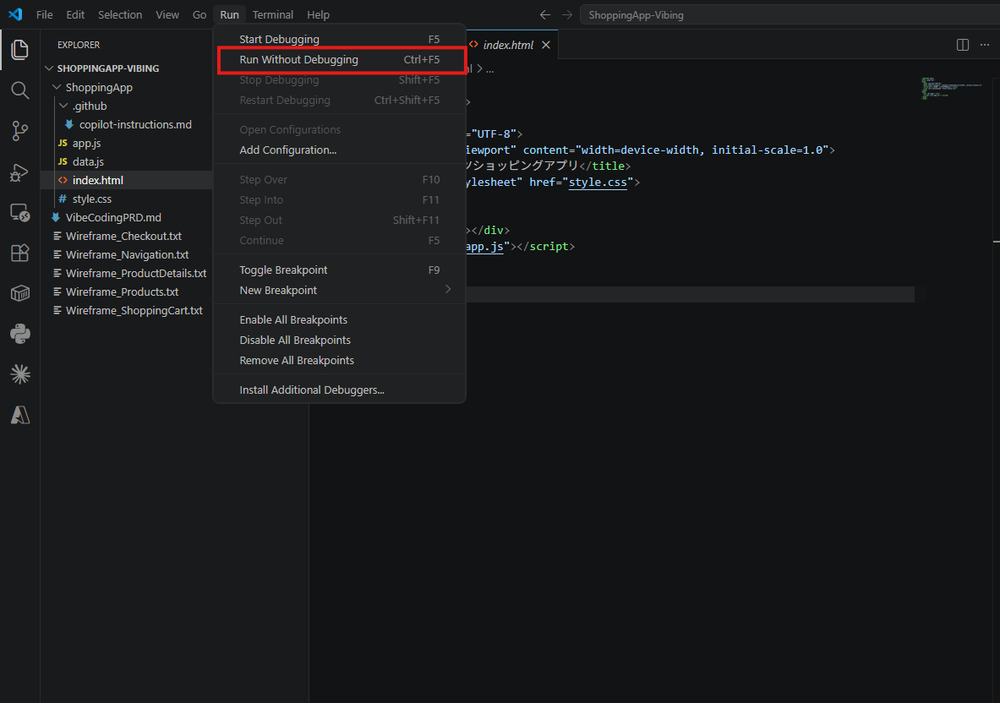 File Edit Selection View Go Run Terminal Help
ShoppingApp-Vibing
EXPLORER
SHOPPINGAPP-VIBING
ShoppingApp
.github
copilot-instructions.md
JS app.js
JS data.js
<> index.html
# style.css
VibeCodingPRD.md
Wireframe_Checkout.txt
Wireframe_Navigation.txt
Wireframe_ProductDetails.txt
Wireframe_Products.txt
Wireframe_ShoppingCart.txt
Start Debugging F5
Run Without Debugging Ctrl+F5
Stop Debugging Shift+F5
Restart Debugging Ctrl+Shift+F5
Open Configurations
Add Configuration...
Step Over F10
Step Into F11
Step Out Shift+F11
Continue F5
Toggle Breakpoint F9
New Breakpoint
Enable All Breakpoints
Disable All Breakpoints
Remove All Breakpoints
Install Additional Debuggers...
<> index.html
...
>
="UTF-8">
iewport" content="width=device-width, initial-scale=1.0">
ツショッピングアプリ</title>
ylesheet" href="style.css">
></div>
app.js"></script>